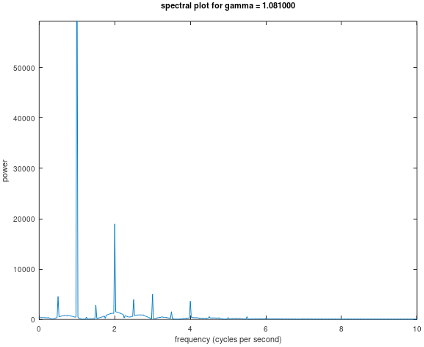 spectral plot for gamma = 1.081000
50000
40000
30000
20000
10000
0
power
0 2 4 6 8 10
frequency (cycles per second)